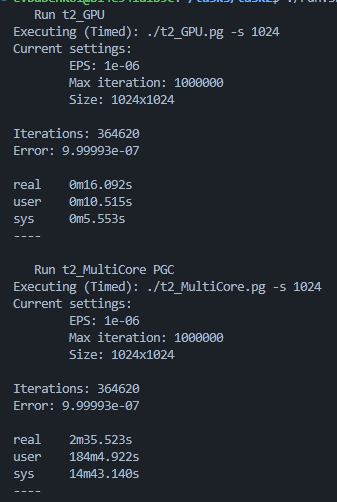 Run t2_GPU
Executing (Timed): ./t2_GPU.pg -s 1024
Current settings:
EPS: 1e-06
Max iteration: 1000000
Size: 1024x1024
Iterations: 364620
Error: 9.99993e-07
real 0m16.092s
user 0m10.515s
sys 0m5.553s
----
Run t2_MultiCore PGC
Executing (Timed): ./t2_MultiCore.pg -s 1024
Current settings:
EPS: 1e-06
Max iteration: 1000000
Size: 1024x1024
Iterations: 364620
Error: 9.99993e-07
real 2m35.523s
user 184m4.922s
sys 14m43.140s
----